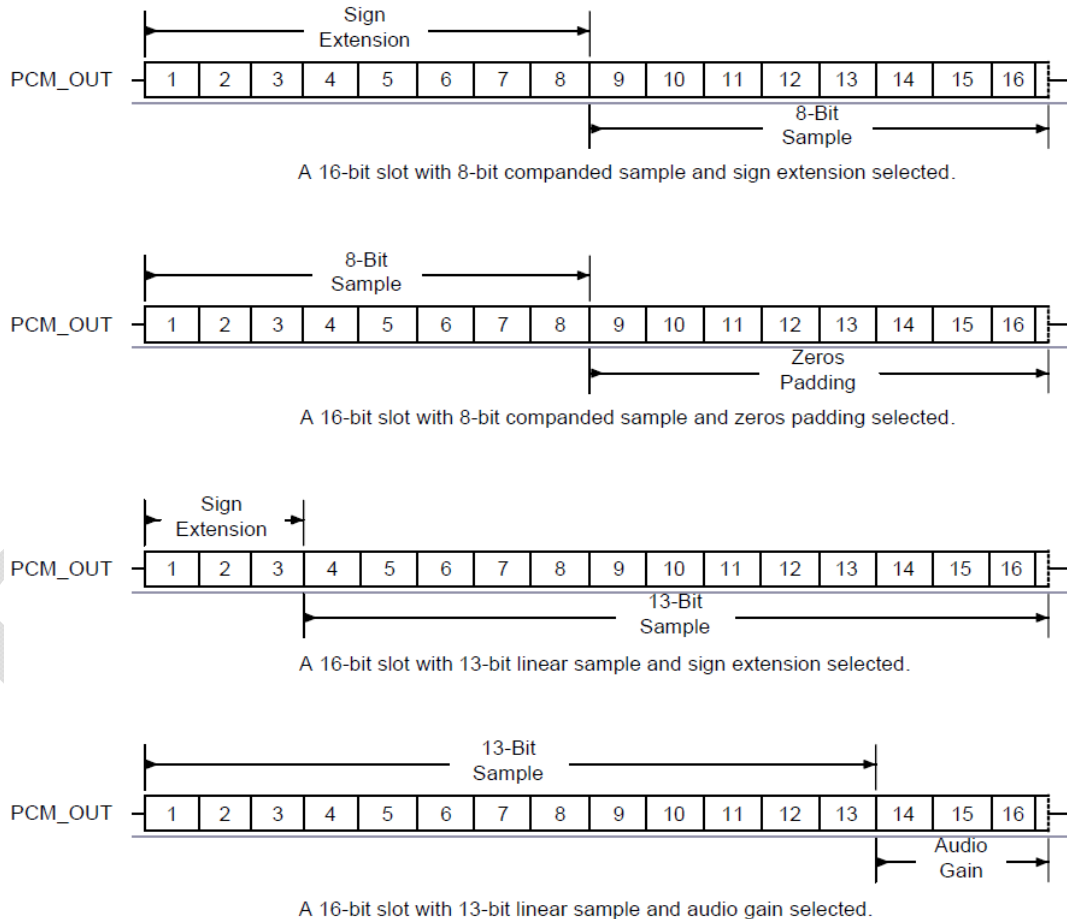 Sign
Extension
PCM_OUT 1 2 3 4 5 6 7 8 9 10 11 12 13 14 15 16
8-Bit
Sample
A 16-bit slot with 8-bit companded sample and sign extension selected.
8-Bit
Sample
PCM_OUT 1 2 3 4 5 6 7 8 9 10 11 12 13 14 15 16
Zeros
Padding
A 16-bit slot with 8-bit companded sample and zeros padding selected.
Sign
Extension
PCM_OUT 1 2 3 4 5 6 7 8 9 10 11 12 13 14 15 16
13-Bit
Sample
A 16-bit slot with 13-bit linear sample and sign extension selected.
13-Bit
Sample
PCM_OUT 1 2 3 4 5 6 7 8 9 10 11 12 13 14 15 16
Audio
Gain
A 16-bit slot with 13-bit linear sample and audio gain selected.